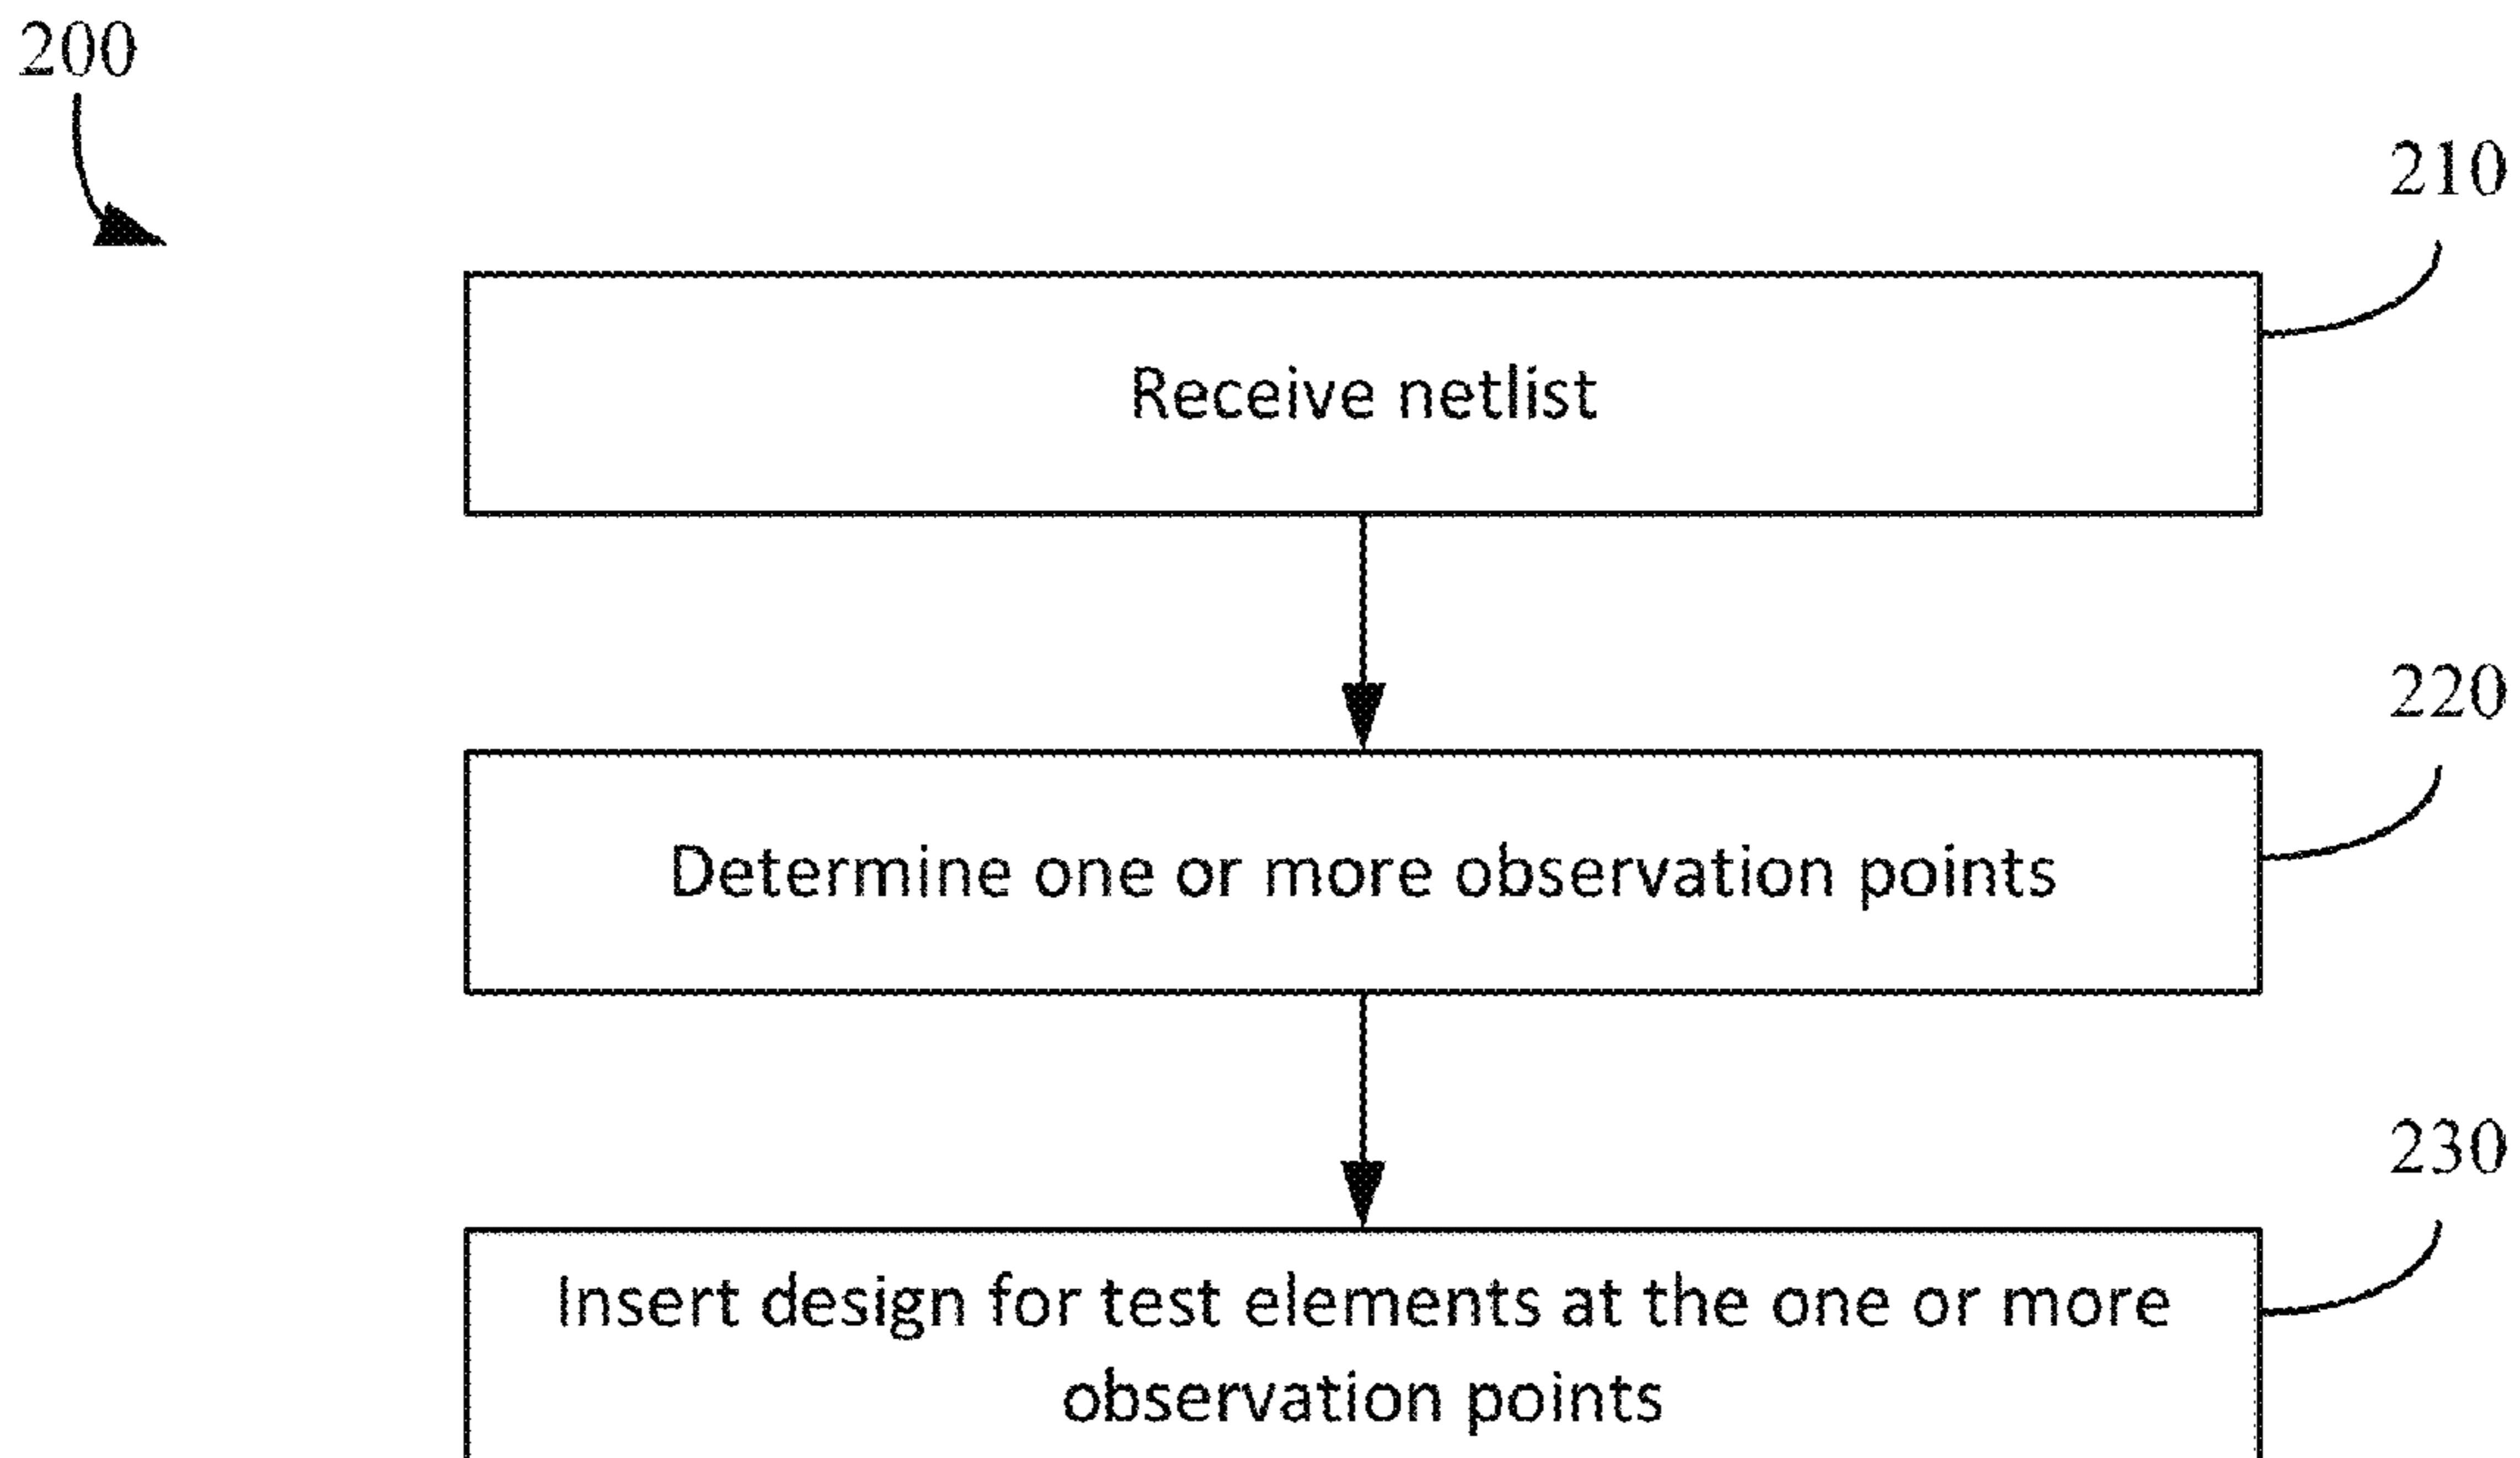 200
210
Receive netlist
220
Determine one or more observation points
230
Insert design for test elements at the one or more
observation points